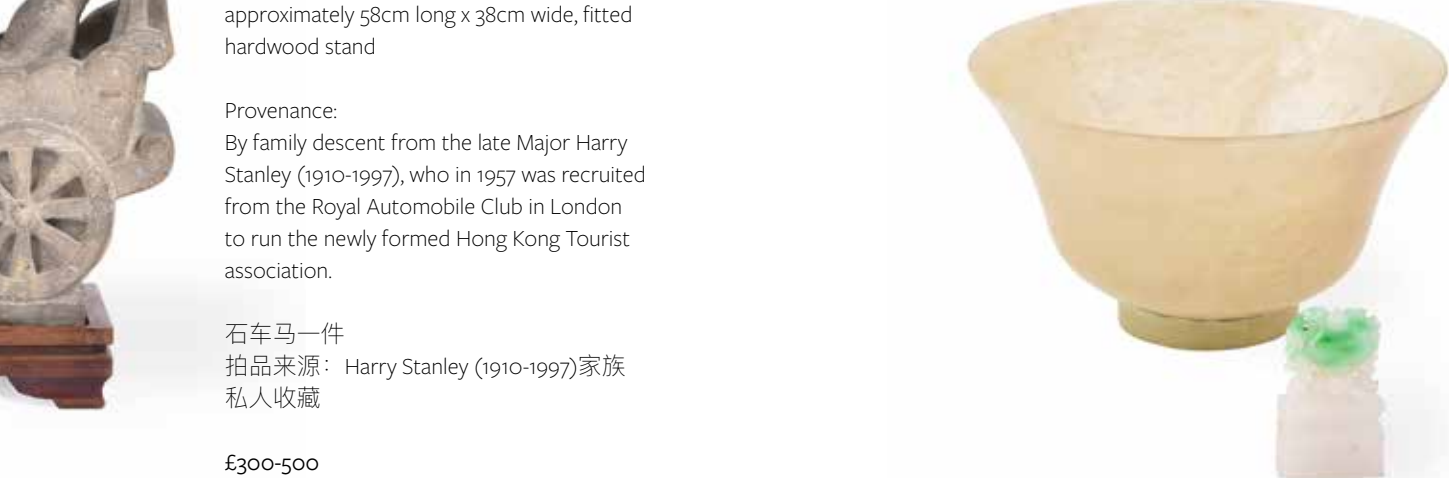 approximately 58cm long x 38cm wide, fitted
hardwood stand
Provenance:
By family descent from the late Major Harry
Stanley (1910-1997), who in 1957 was recruited
from the Royal Automobile Club in London
to run the newly formed Hong Kong Tourist
association.
石车马一件
拍品来源：Harry Stanley (1910-1997)家族
私人收藏
£300-500